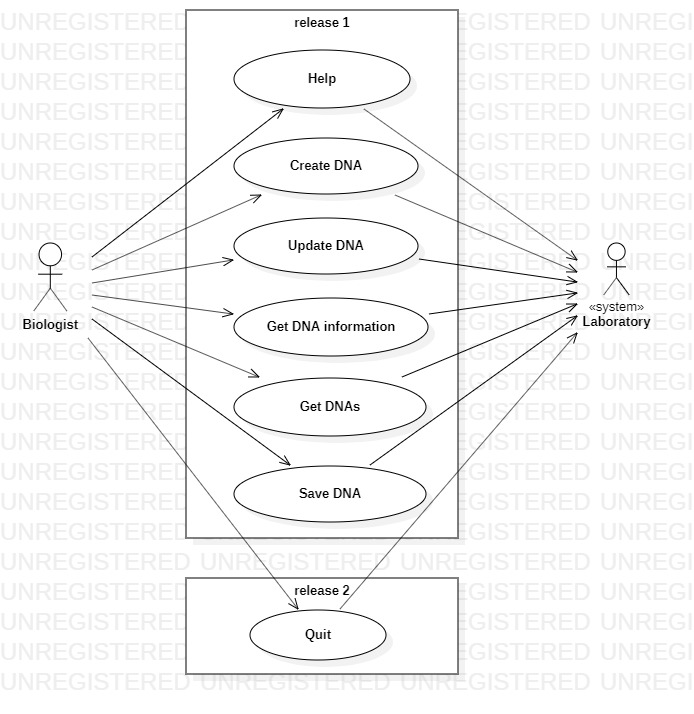 release 1
Help
Create DNA
Update DNA
Get DNA information
Get DNAs
Save DNA
Biologist
«system»
Laboratory
release 2
Quit
UNREGISTERED UNREGISTERED UNREGISTERED